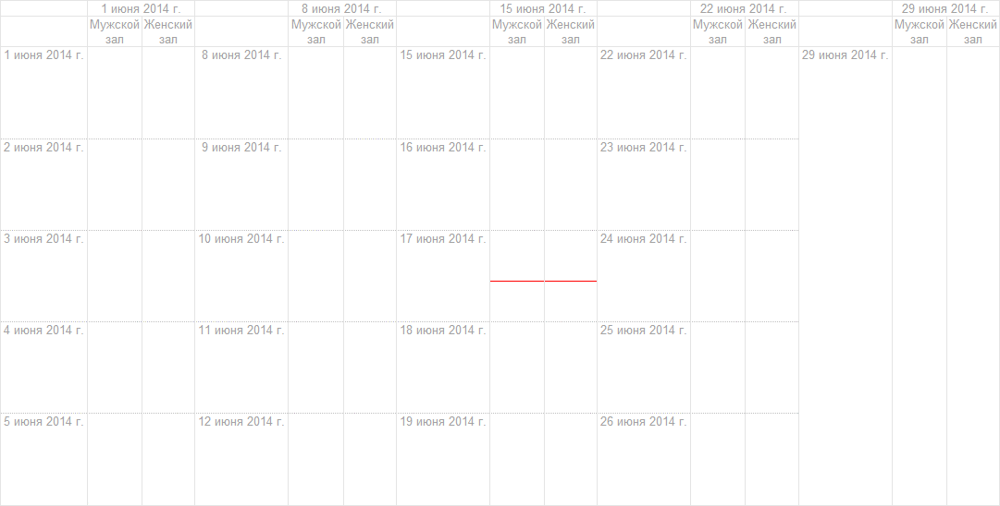 1 июня 2014 г. 8 июня 2014 г. 15 июня 2014 г. 22 июня 2014 г. 29 июня 2014 г.
Мужской Женский Мужской Женский Мужской Женский Мужской Женский Мужской Женский
зал зал зал зал зал зал зал зал зал зал
1 июня 2014 г. 8 июня 2014 г. 15 июня 2014 г. 22 июня 2014 г. 29 июня 2014 г.
2 июня 2014 г. 9 июня 2014 г. 16 июня 2014 г. 23 июня 2014 г.
3 июня 2014 г. 10 июня 2014 г. 17 июня 2014 г. 24 июня 2014 г.
4 июня 2014 г. 11 июня 2014 г. 18 июня 2014 г. 25 июня 2014 г.
5 июня 2014 г. 12 июня 2014 г. 19 июня 2014 г. 26 июня 2014 г.